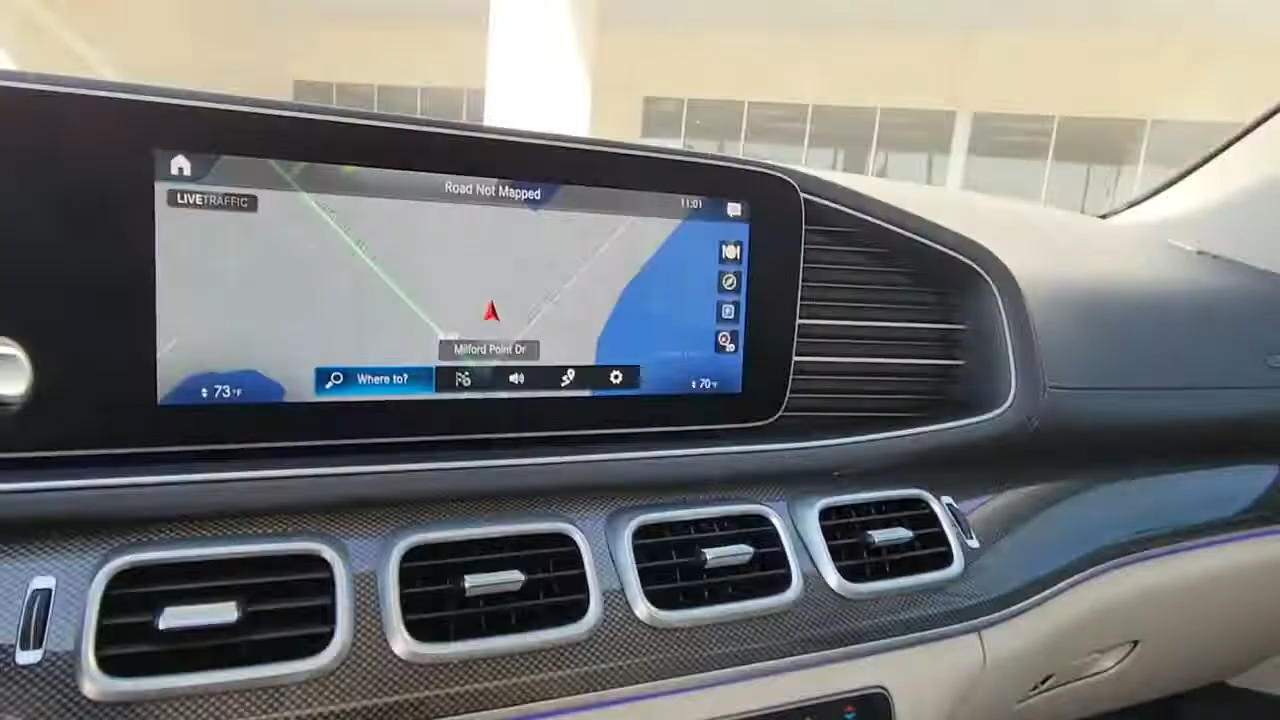 Road Not Mapped
11:01
LIVETRAFFIC
Milford Point Dr
Where to?
73°F
70°F